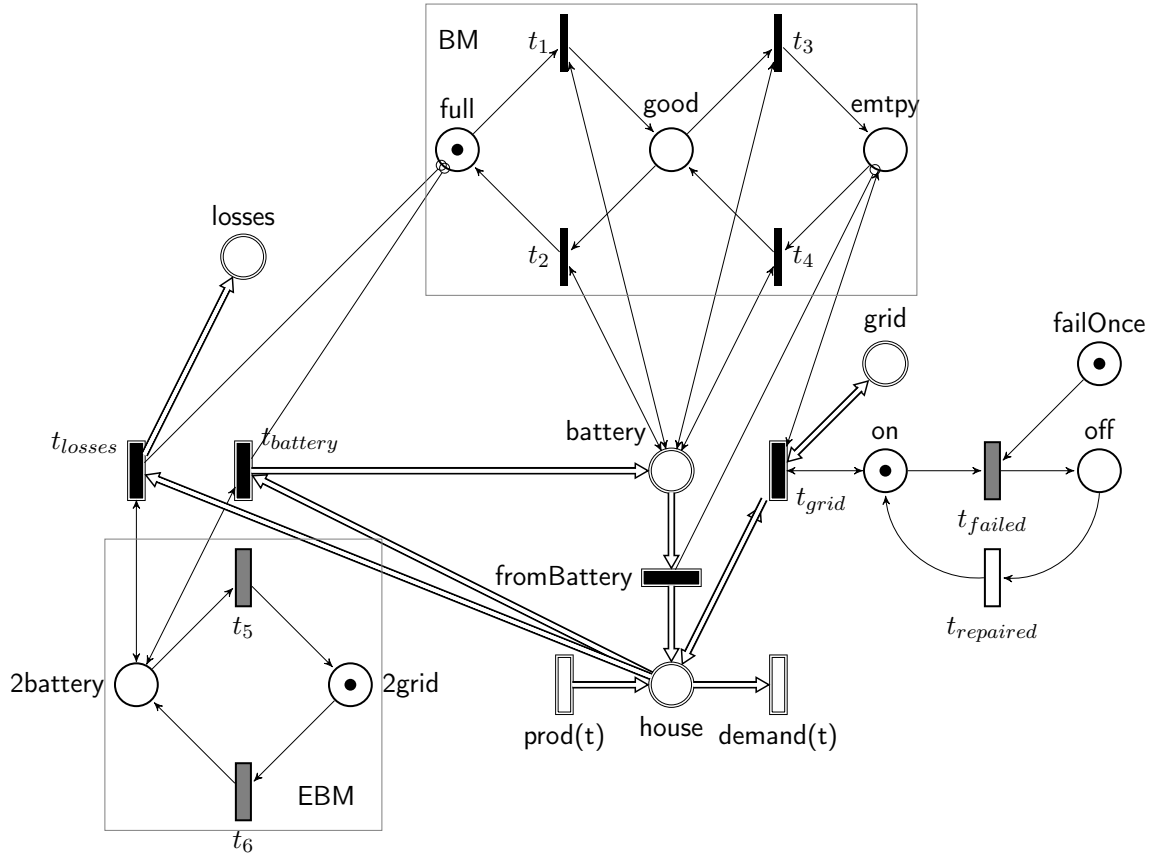 BM
t1
t3
full
good
emtpy
losses
t2
t4
grid
failOnce
tlosses
tbattery
battery
on
off
tgrid
tfailed
fromBattery
t5
trepaired
2battery
2grid
prod(t)
house
demand(t)
EBM
t6